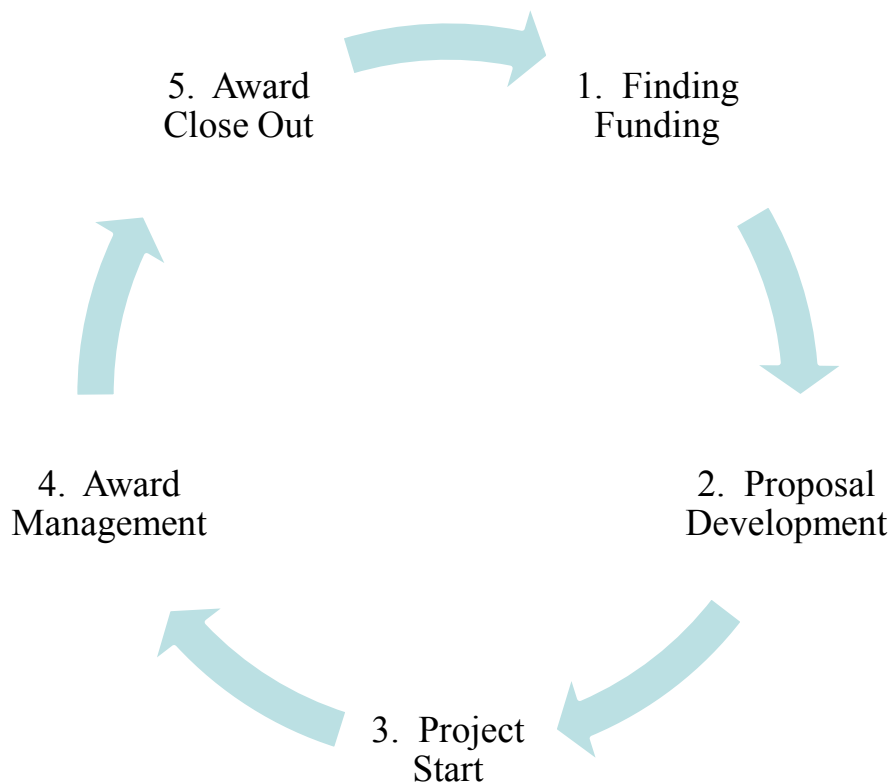 1. Finding
Funding
2. Proposal
Development
3. Project
Start
4. Award
Management
5. Award
Close Out